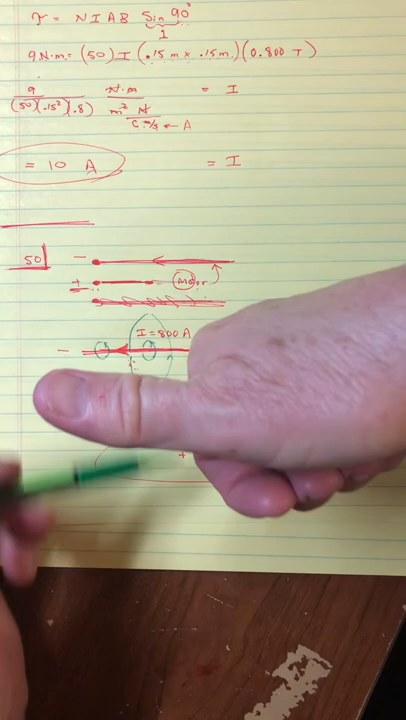 τ = N I A B Sin 90°
1
9 N·m = (50) I (.15 m × .15 m) (0.800 T)
9 / (50)(.15²)(.8) N·m / m² N / C·m/s ← A = I
= 10 A = I
50
−
+ motor
I = 800 A
−
+